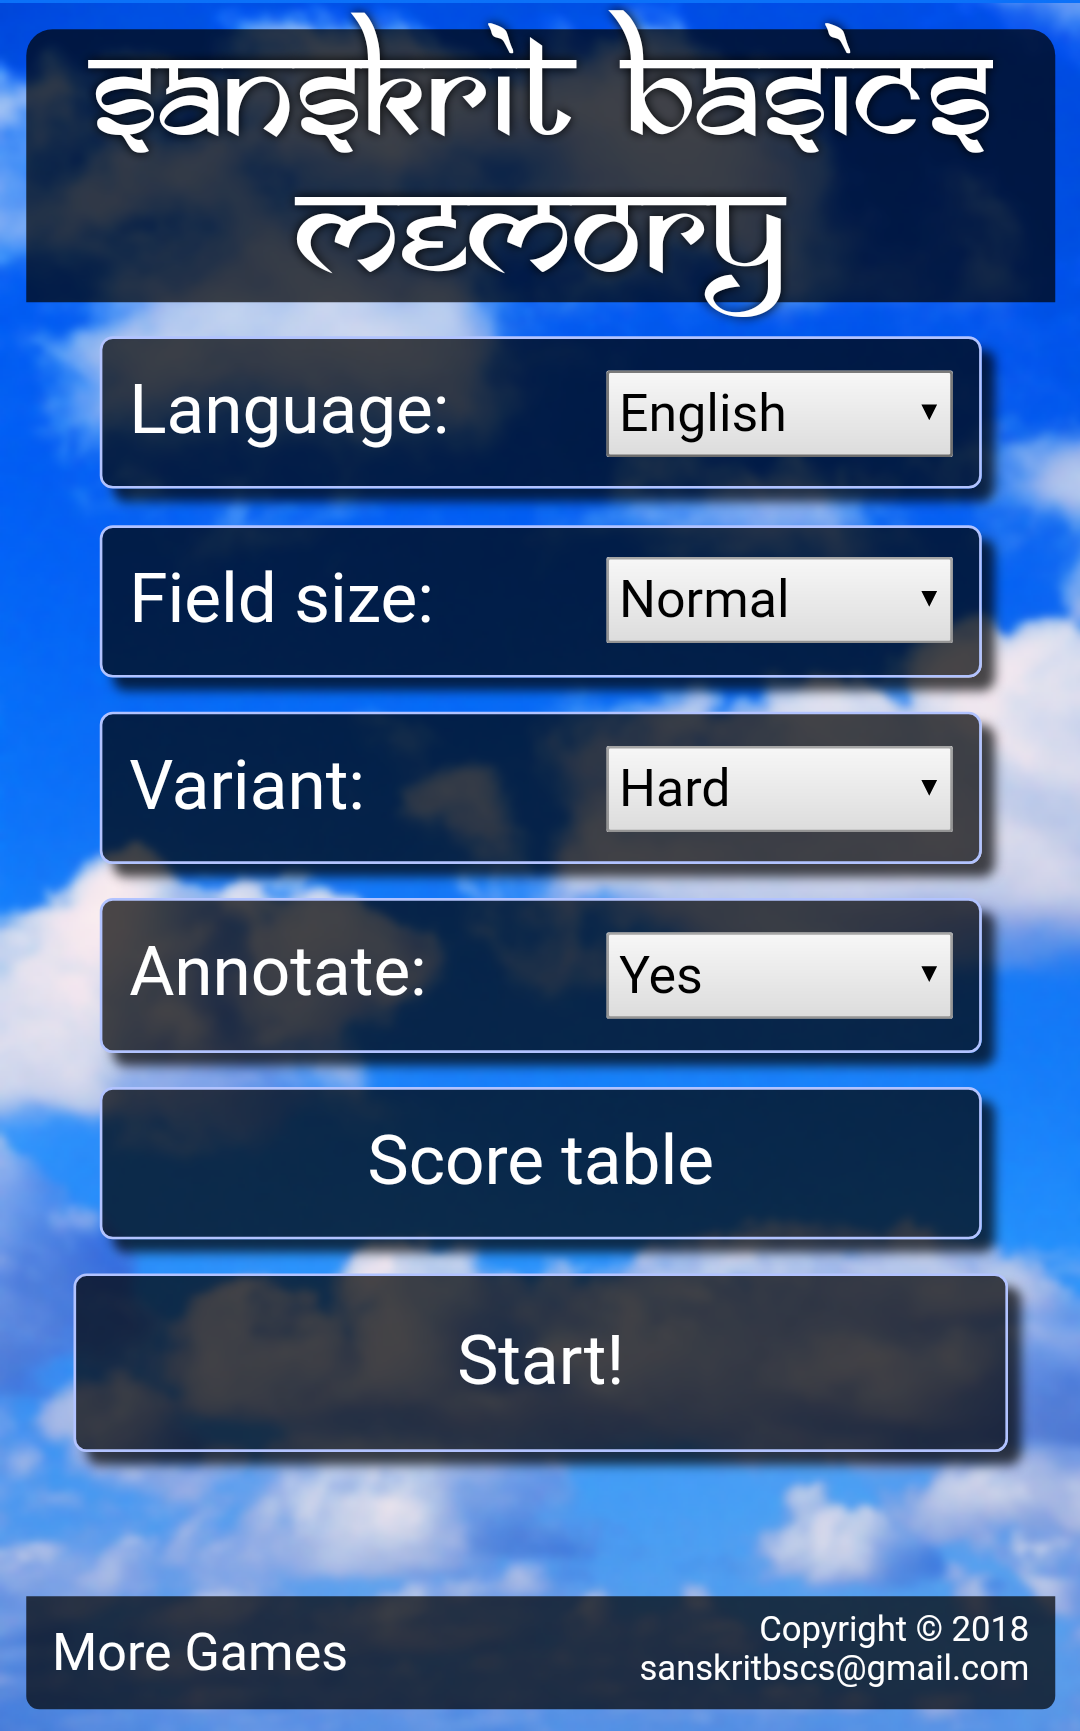 Sanskrit Basics
Memory
Language: English
Field size: Normal
Variant: Hard
Annotate: Yes
Score table
Start!
More Games
Copyright © 2018
sanskritbscs@gmail.com